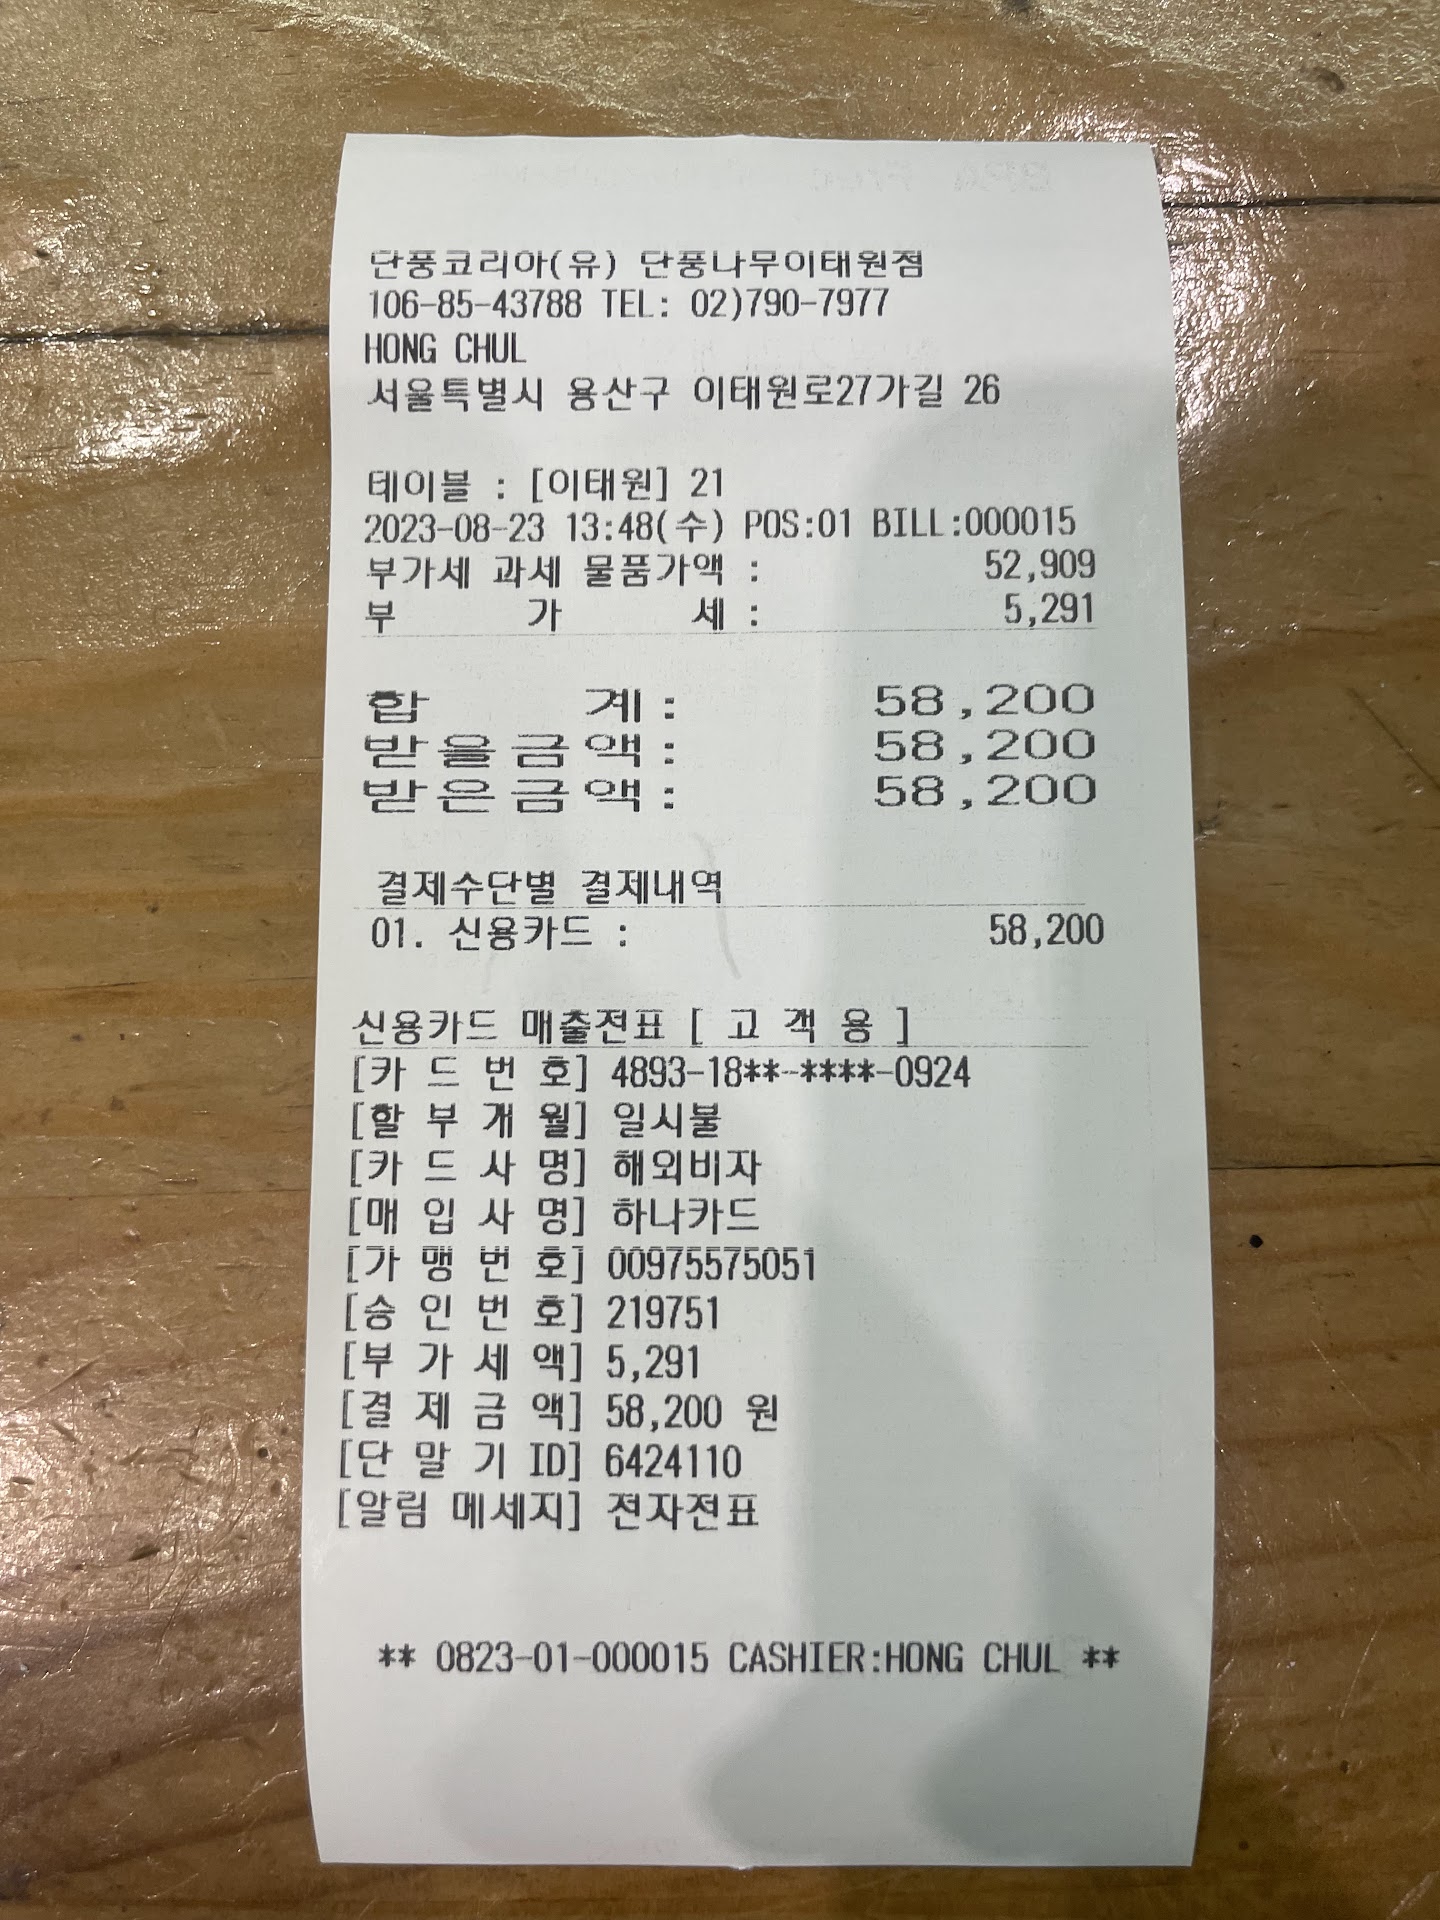 단풍코리아(유) 단풍나무이태원점
106-85-43788 TEL: 02)790-7977
HONG CHUL
서울특별시 용산구 이태원로27가길 26
테이블 : [이태원] 21
2023-08-23 13:48(수) POS:01 BILL:000015
부가세 과세 물품가액 : 52,909
부 가 세 : 5,291
합 계 : 58,200
받을금액 : 58,200
받은금액 : 58,200
결제수단별 결제내역
01. 신용카드 : 58,200
신용카드 매출전표 [ 고 객 용 ]
[카 드 번 호] 4893-18**-****-0924
[할 부 개 월] 일시불
[카 드 사 명] 해외비자
[매 입 사 명] 하나카드
[가 맹 번 호] 00975575051
[승 인 번 호] 219751
[부 가 세 액] 5,291
[결 제 금 액] 58,200 원
[단 말 기 ID] 6424110
[알림 메세지] 전자전표
** 0823-01-000015 CASHIER:HONG CHUL **